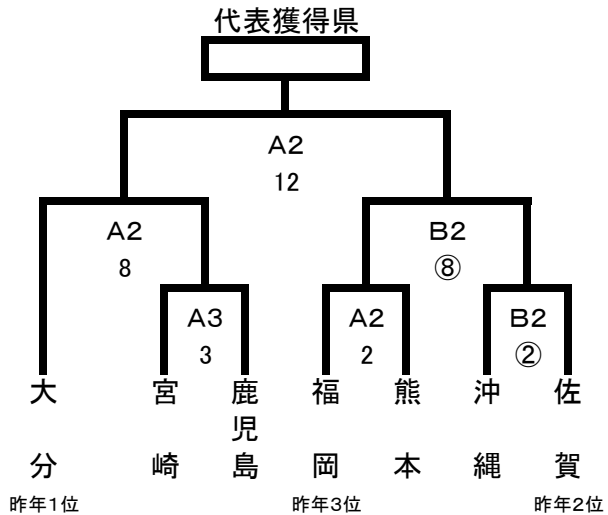 代表獲得県
A2
12
A2
8
B2
⑧
A3
3
A2
2
B2
②
大分
宮崎
鹿児島
福岡
熊本
沖縄
佐賀
昨年1位
昨年3位
昨年2位